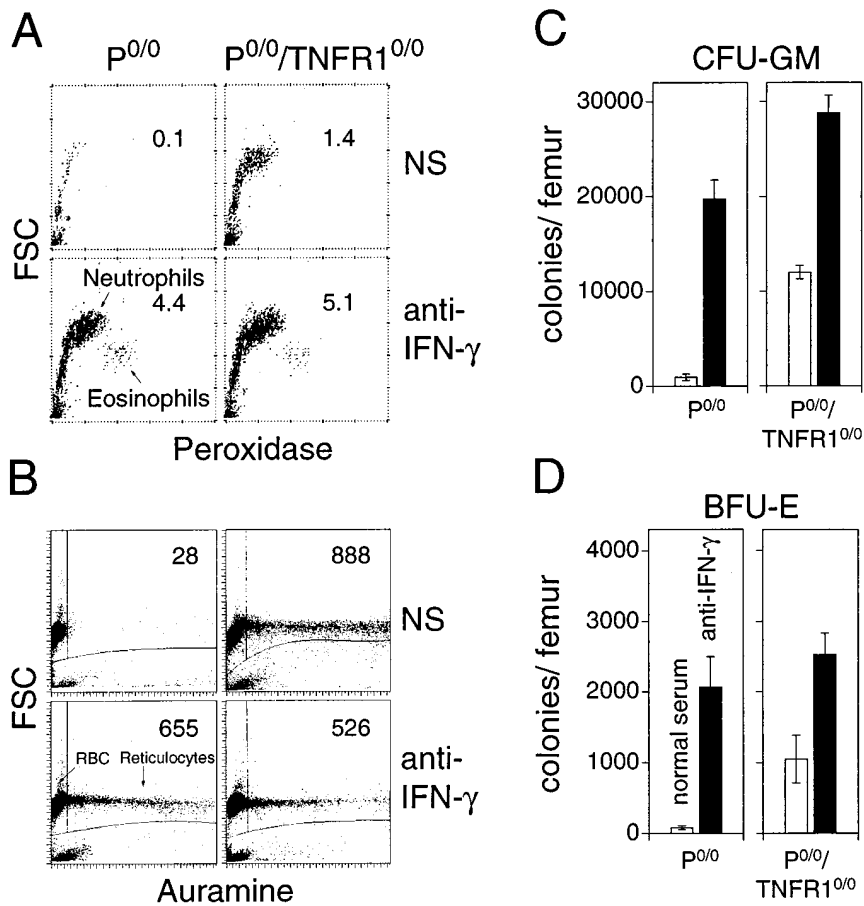 A
P0/0
P0/0/TNFR10/0
0.1
1.4
NS
FSC
Neutrophils
4.4
5.1
anti-
IFN-γ
Eosinophils
Peroxidase
B
28
888
NS
FSC
655
526
RBC
Reticulocytes
anti-
IFN-γ
Auramine
C
CFU-GM
colonies/ femur
30000
20000
10000
0
P0/0
P0/0/
TNFR10/0
D
BFU-E
colonies/ femur
4000
3000
2000
1000
0
normal serum
anti-IFN-γ
P0/0
P0/0/
TNFR10/0